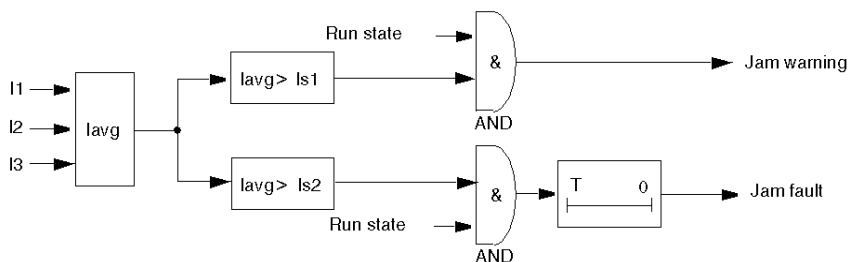 Run state
&
Iavg> Is1
Jam warning
I1
I2
I3
Iavg
AND
Iavg> Is2
&
T 0
Jam fault
Run state
AND